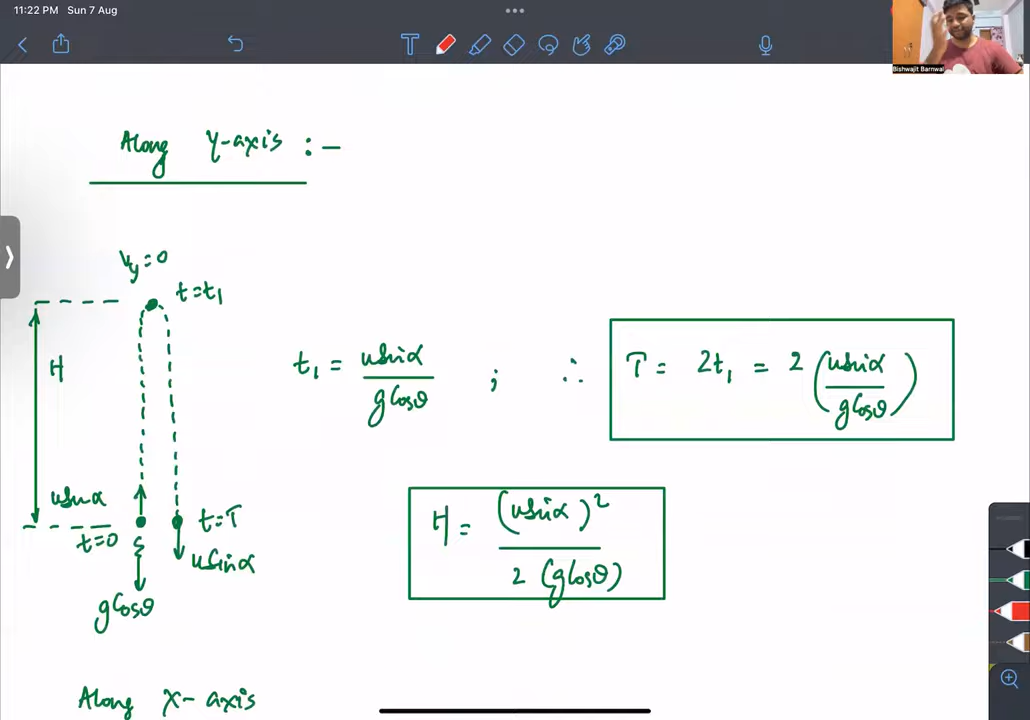 11:22 PM Sun 7 Aug
Bishwajit Barnwal
Along Y-axis :-
Vy = 0
t = t₁
H
t₁ = usinα / gcosθ ; ∴ T = 2t₁ = 2 (usinα / gcosθ)
usinα
t=0
t=T
usinα
gcosθ
H = (usinα)² / 2 (gcosθ)
Along X-axis